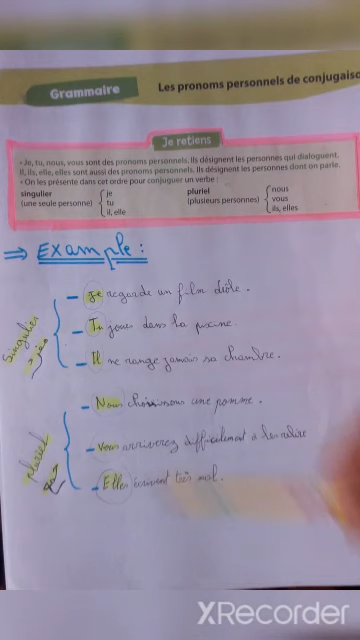 Grammaire
Les pronoms personnels de conjugaiso
Je retiens
• Je, tu, nous, vous sont des pronoms personnels. Ils désignent les personnes qui dialoguent.
Il, ils, elle, elles sont aussi des pronoms personnels. Ils désignent les personnes dont on parle.
• On les présente dans cet ordre pour conjuguer un verbe :
singulier
(une seule personne)
je
tu
il, elle
pluriel
(plusieurs personnes)
nous
vous
ils, elles
⇒ Example :
Singulier
- Je regarde un film drôle.
- Tu joues dans la piscine.
- Il ne range jamais sa chambre.
pluriel
- Nous choisissons une pomme.
- Vous arriverez difficilement à les
- Elles écrivent très mal.
XRecorder